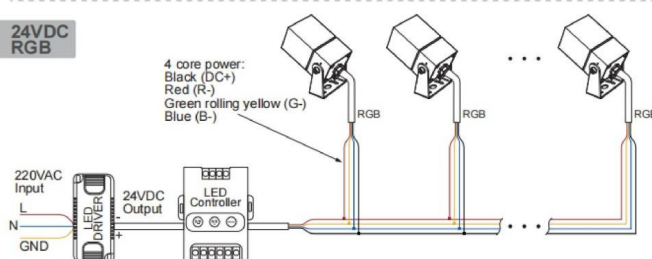 24VDC
RGB
4 core power:
Black (DC+)
Red (R-)
Green rolling yellow (G-)
Blue (B-)
RGB
RGB
RGB
220VAC
Input
L
N
GND
LED
DRIVER
-
+
24VDC
Output
LED
Controller